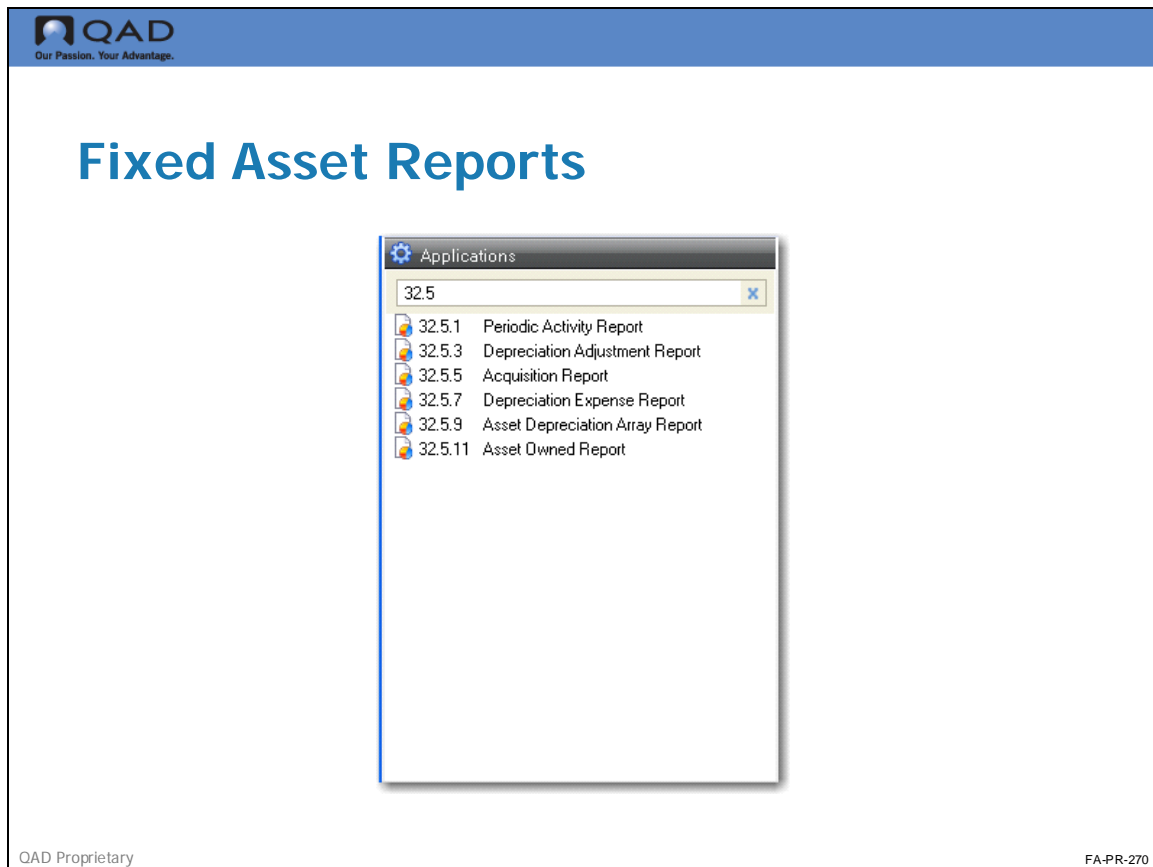 QAD
Our Passion. Your Advantage.
Fixed Asset Reports
Applications
32.5
32.5.1 Periodic Activity Report
32.5.3 Depreciation Adjustment Report
32.5.5 Acquisition Report
32.5.7 Depreciation Expense Report
32.5.9 Asset Depreciation Array Report
32.5.11 Asset Owned Report
QAD Proprietary
FA-PR-270